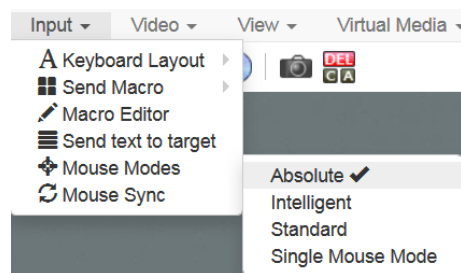 Input Video View Virtual Media
A Keyboard Layout
DEL
CA
Send Macro
Macro Editor
Send text to target
Mouse Modes
Mouse Sync
Absolute
Intelligent
Standard
Single Mouse Mode